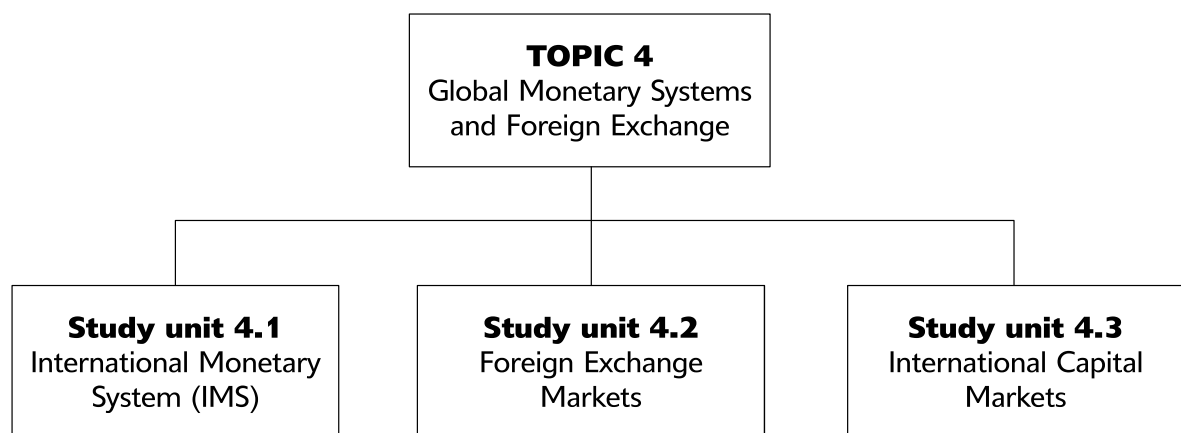 TOPIC 4
Global Monetary Systems
and Foreign Exchange
Study unit 4.1
International Monetary
System (IMS)
Study unit 4.2
Foreign Exchange
Markets
Study unit 4.3
International Capital
Markets